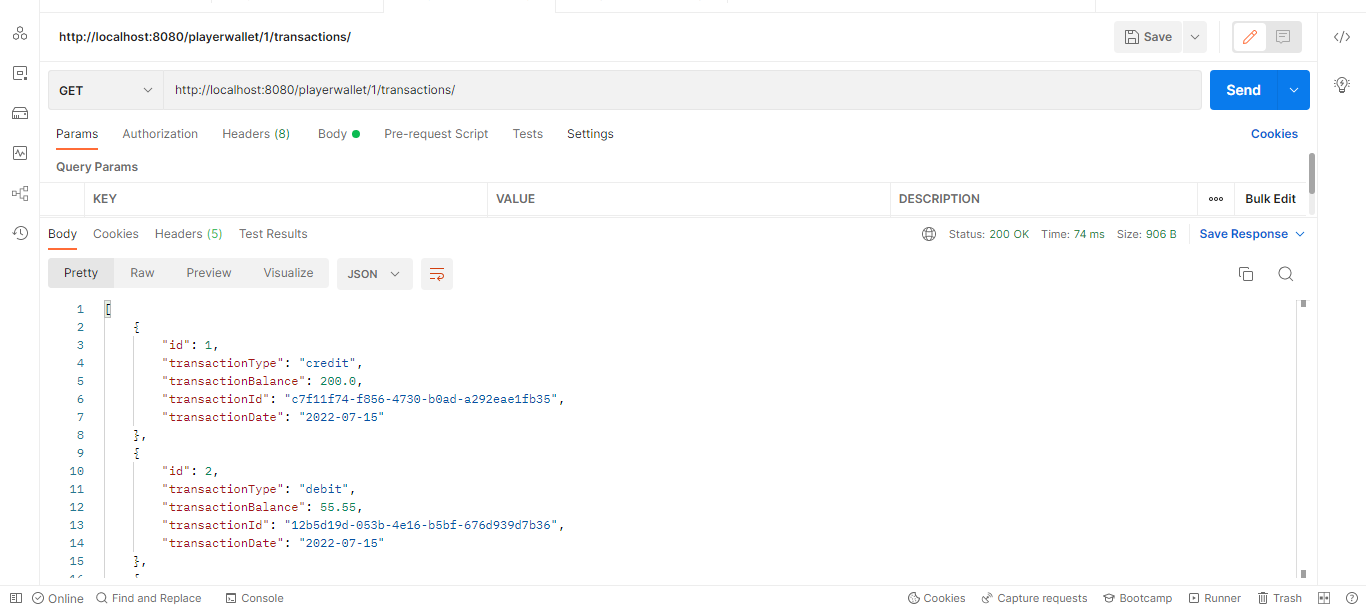 http://localhost:8080/playerwallet/1/transactions/
Save
GET
http://localhost:8080/playerwallet/1/transactions/
Send
Params
Authorization
Headers (8)
Body
Pre-request Script
Tests
Settings
Cookies
Query Params
KEY
VALUE
DESCRIPTION
Bulk Edit
Body
Cookies
Headers (5)
Test Results
Status: 200 OK
Time: 74 ms
Size: 906 B
Save Response
Pretty
Raw
Preview
Visualize
JSON
1 [
2 {
3 "id": 1,
4 "transactionType": "credit",
5 "transactionBalance": 200.0,
6 "transactionId": "c7f11f74-f856-4730-b0ad-a292eae1fb35",
7 "transactionDate": "2022-07-15"
8 },
9 {
10 "id": 2,
11 "transactionType": "debit",
12 "transactionBalance": 55.55,
13 "transactionId": "12b5d19d-053b-4e16-b5bf-676d939d7b36",
14 "transactionDate": "2022-07-15"
15 },
Online
Find and Replace
Console
Cookies
Capture requests
Bootcamp
Runner
Trash